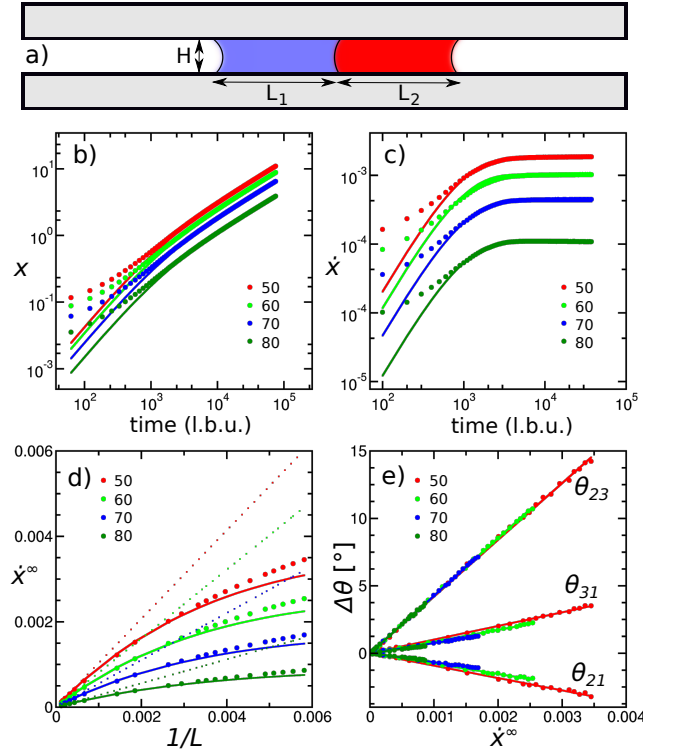 a)
H
L1
L2
b)
10^1
10^0
10^-1
10^-3
x
50
60
70
80
10^2
10^3
10^4
10^5
time (l.b.u.)
c)
10^-3
10^-4
10^-4
10^-5
ẋ
50
60
70
80
10^2
10^3
10^4
10^5
time (l.b.u.)
d)
0.006
0.004
0.002
0
ẋ^∞
50
60
70
80
0
0.002
0.004
0.006
1/L
e)
15
10
5
0
Δθ [°]
50
60
70
80
θ23
θ31
θ21
0
0.001
0.002
0.003
0.004
ẋ^∞